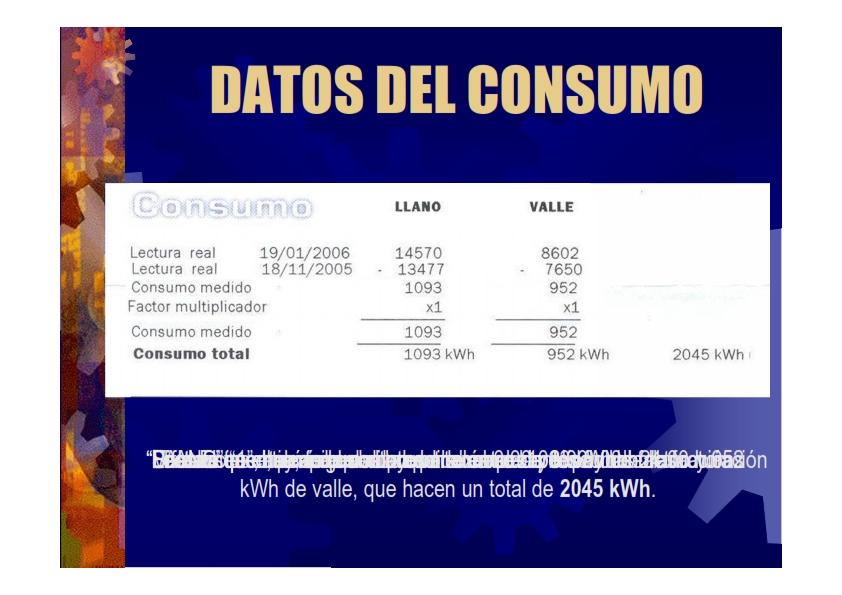 DATOS DEL CONSUMO
Consumo LLANO VALLE
Lectura real 19/01/2006 14570 8602
Lectura real 18/11/2005 - 13477 - 7650
Consumo medido 1093 952
Factor multiplicador x1 x1
Consumo medido 1093 952
Consumo total 1093 kWh 952 kWh 2045 kWh
kWh de valle, que hacen un total de 2045 kWh.